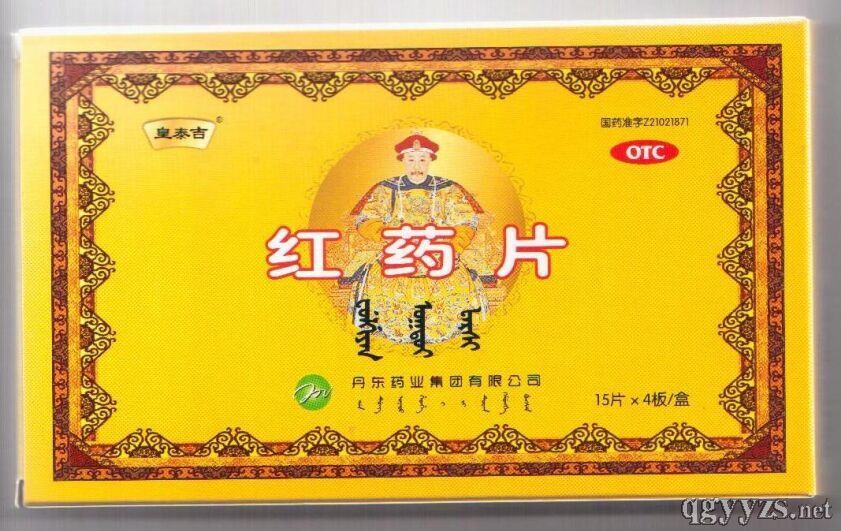 皇泰吉®
国药准字Z21021871
OTC
红药片
丹东药业集团有限公司
15片×4板/盒
qgyyzs.net